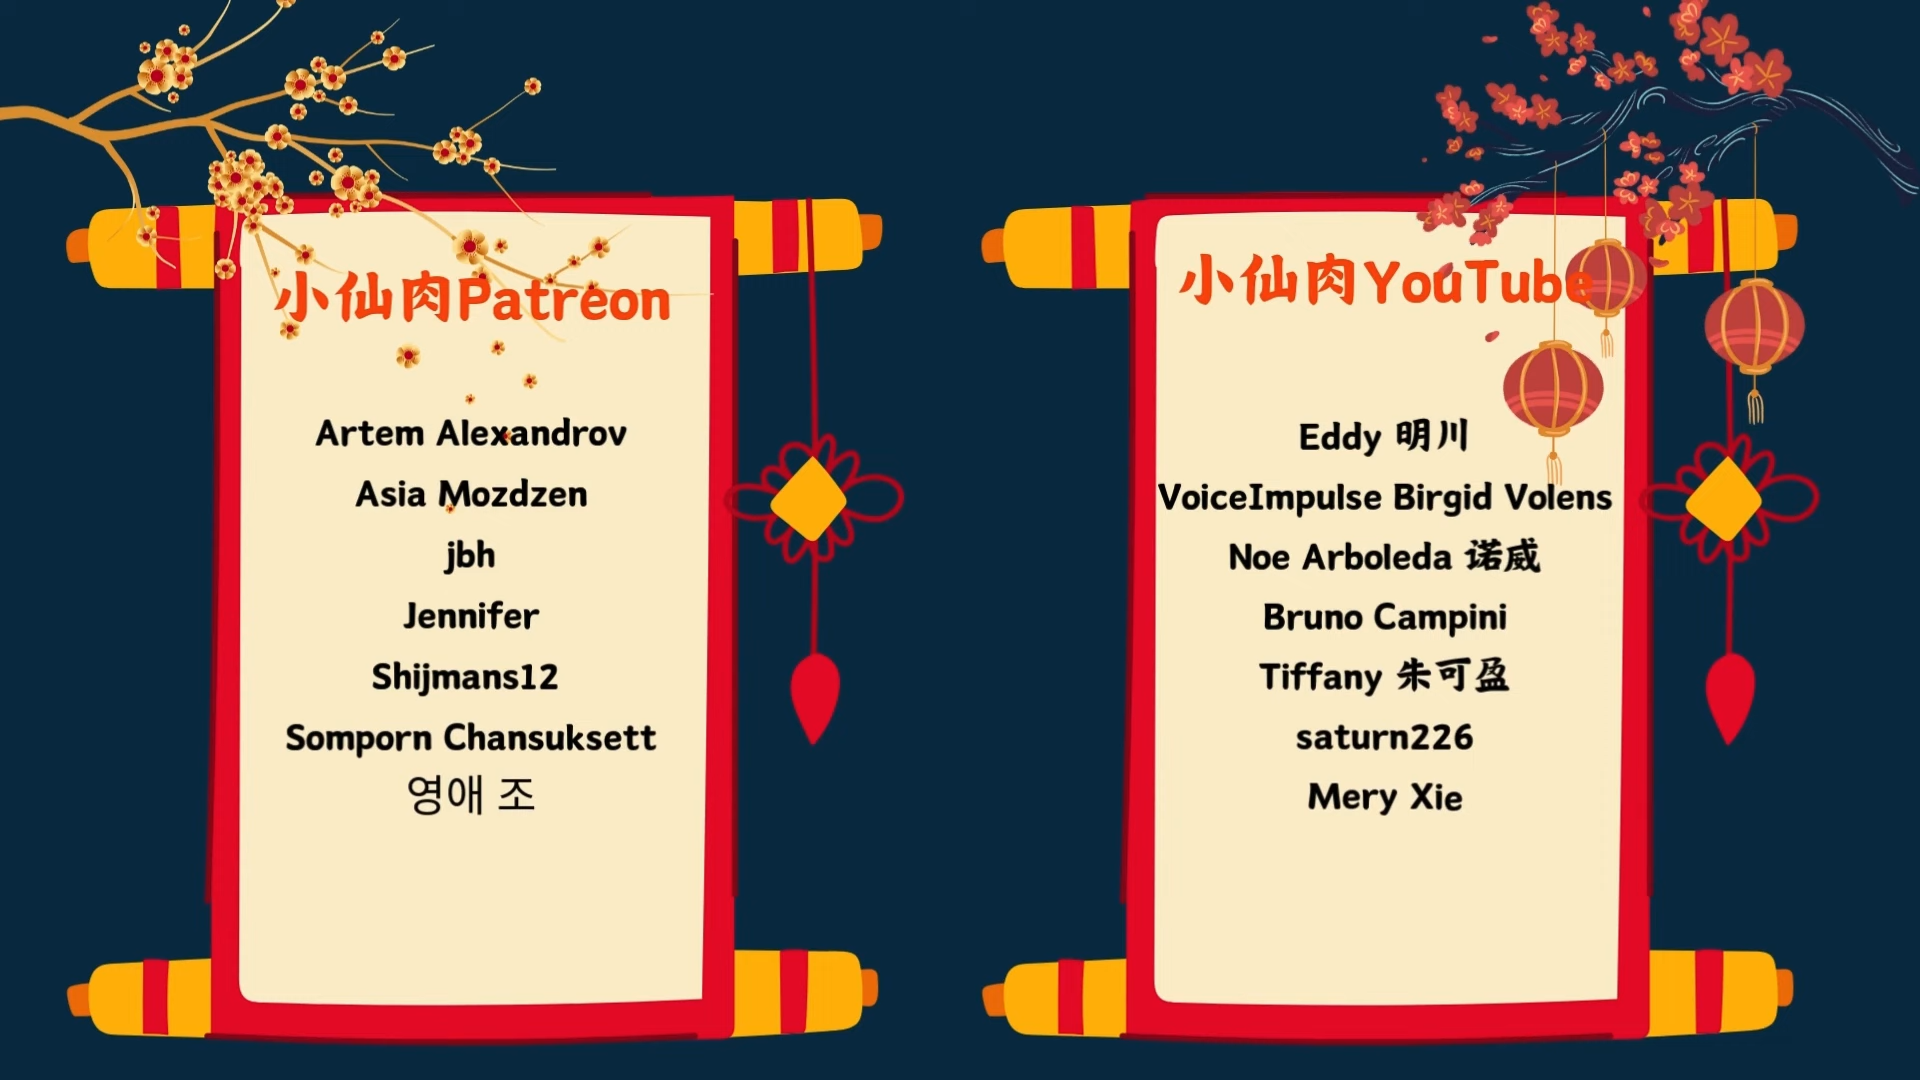 小仙肉Patreon
Artem Alexandrov
Asia Mozdzen
jbh
Jennifer
Shijmans12
Somporn Chansuksett
영애 조
小仙肉YouTube
Eddy 明川
VoiceImpulse Birgid Volens
Noe Arboleda 诺威
Bruno Campini
Tiffany 朱可盈
saturn226
Mery Xie